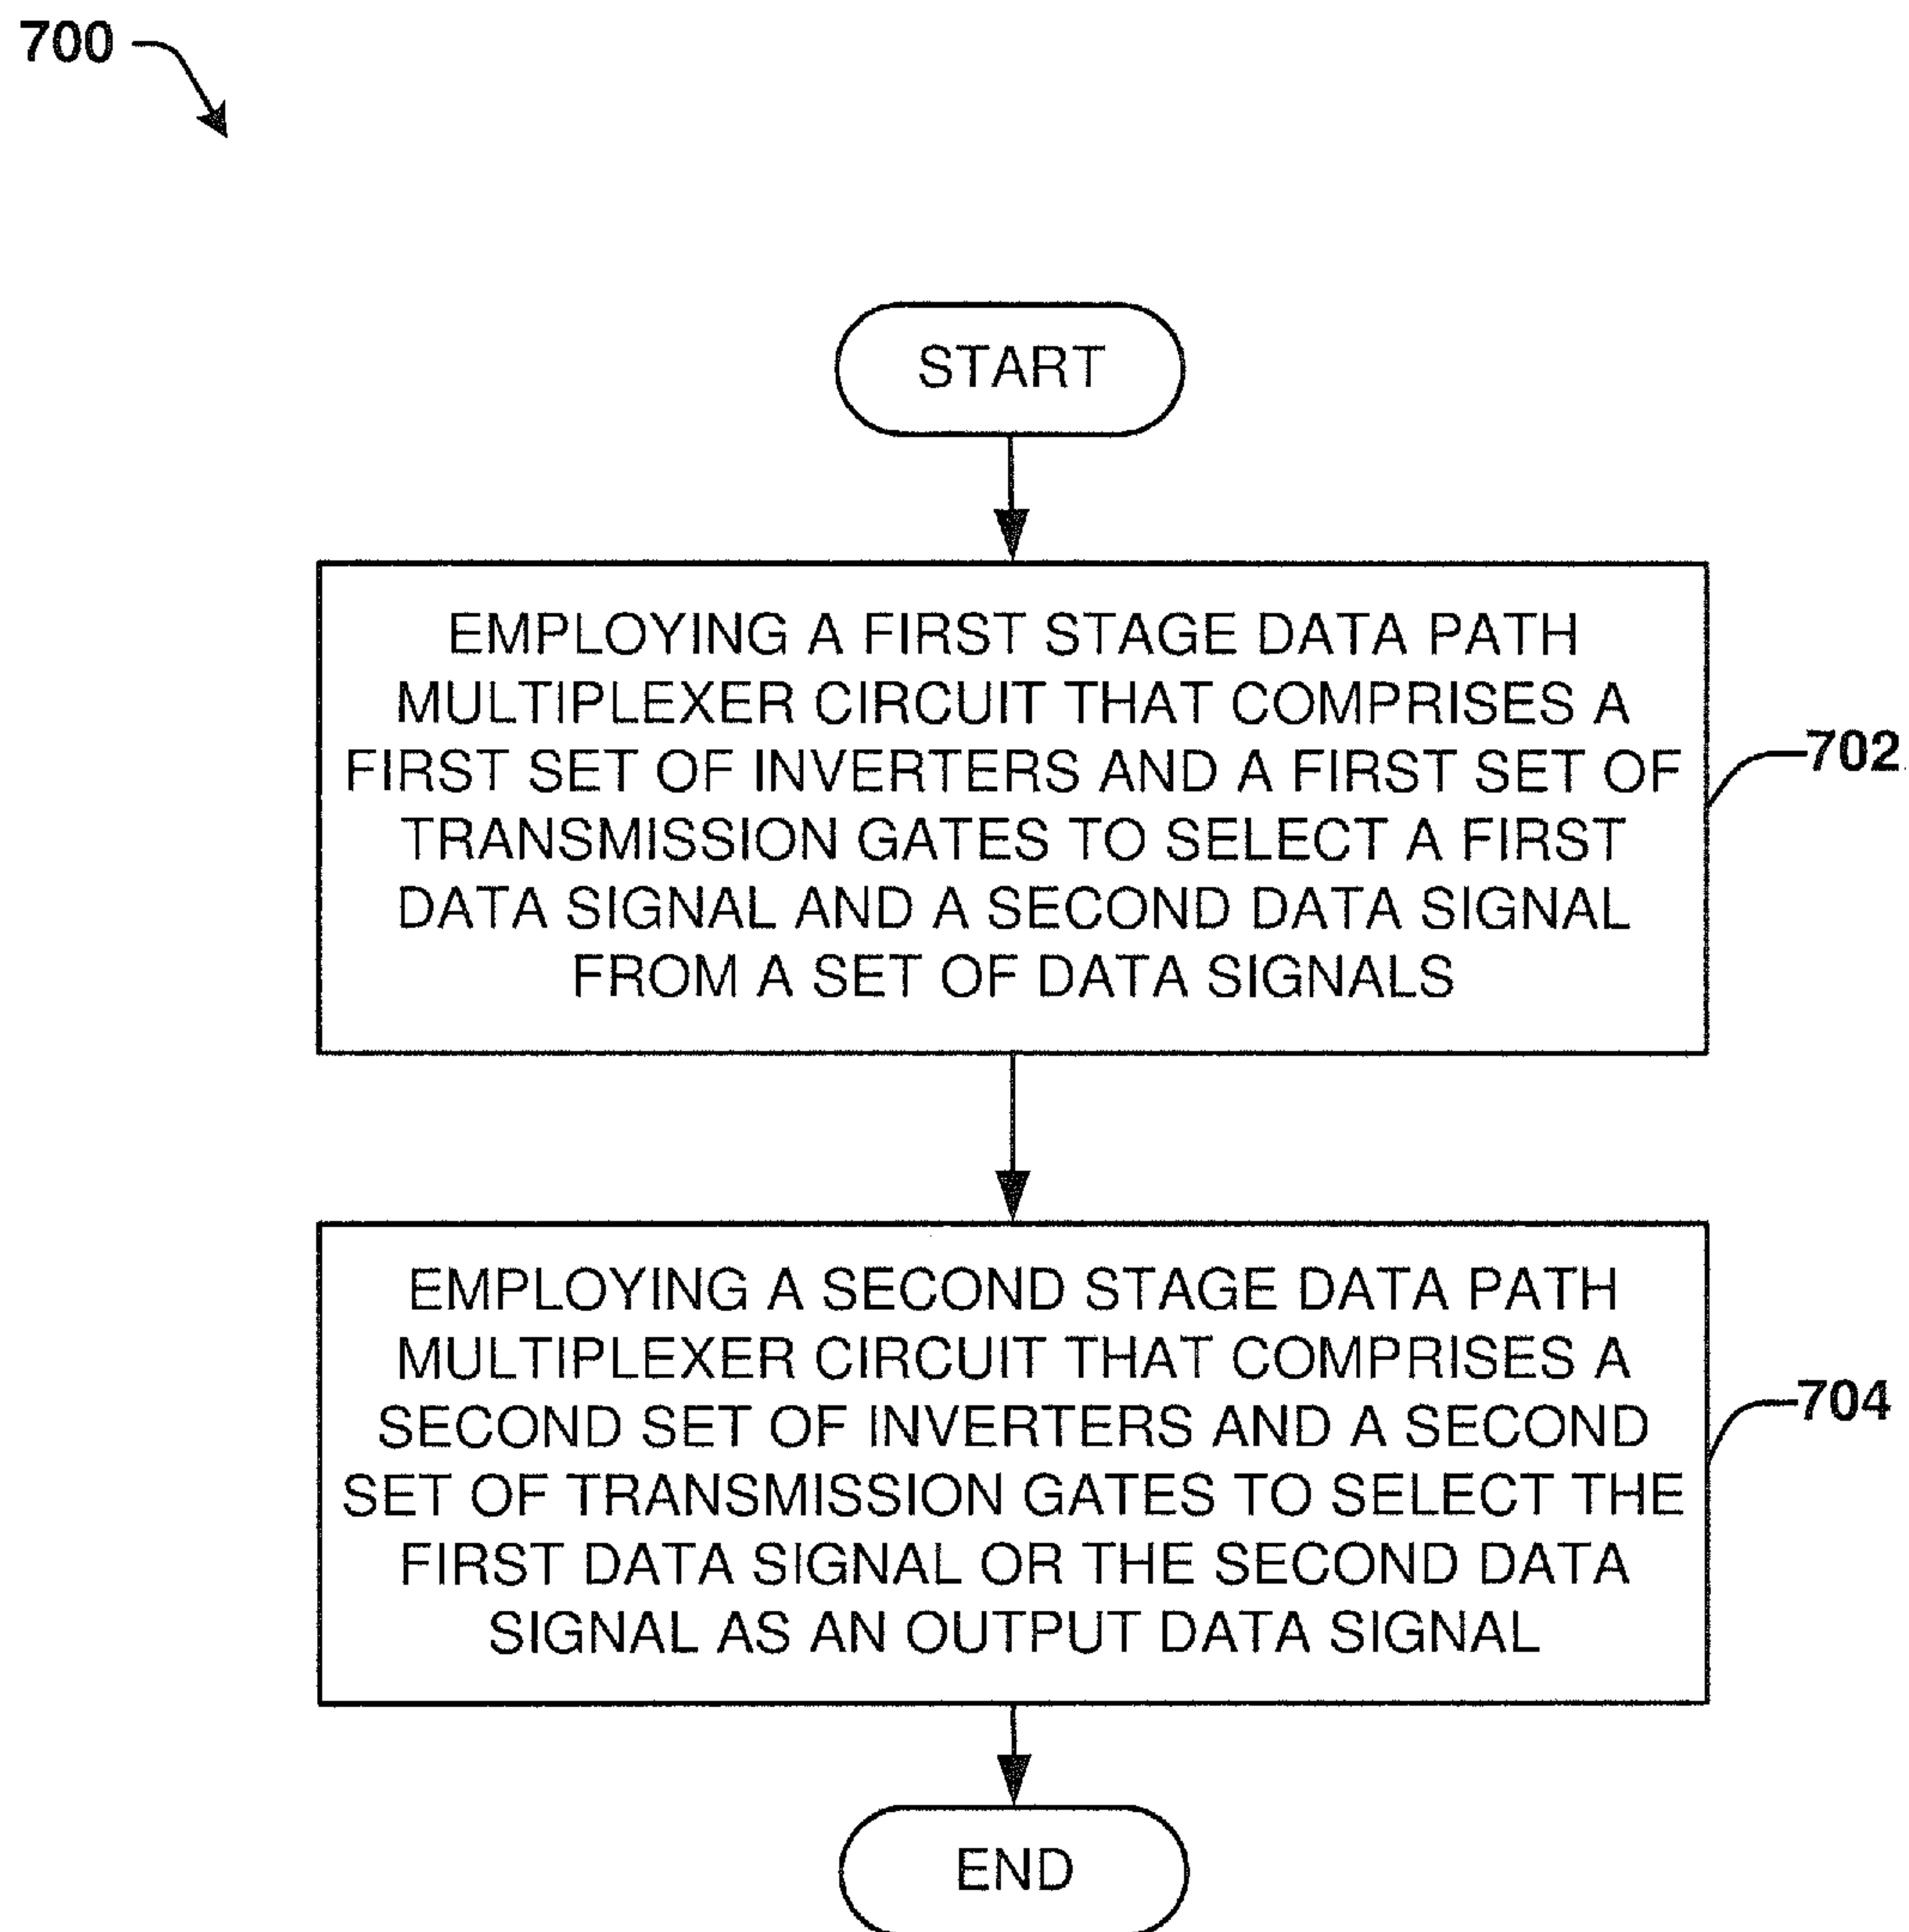 700
START
EMPLOYING A FIRST STAGE DATA PATH
MULTIPLEXER CIRCUIT THAT COMPRISES A
FIRST SET OF INVERTERS AND A FIRST SET OF
TRANSMISSION GATES TO SELECT A FIRST
DATA SIGNAL AND A SECOND DATA SIGNAL
FROM A SET OF DATA SIGNALS
702
EMPLOYING A SECOND STAGE DATA PATH
MULTIPLEXER CIRCUIT THAT COMPRISES A
SECOND SET OF INVERTERS AND A SECOND
SET OF TRANSMISSION GATES TO SELECT THE
FIRST DATA SIGNAL OR THE SECOND DATA
SIGNAL AS AN OUTPUT DATA SIGNAL
704
END